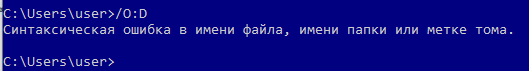 C:\Users\user>/O:D
Синтаксическая ошибка в имени файла, имени папки или метке тома.
C:\Users\user>